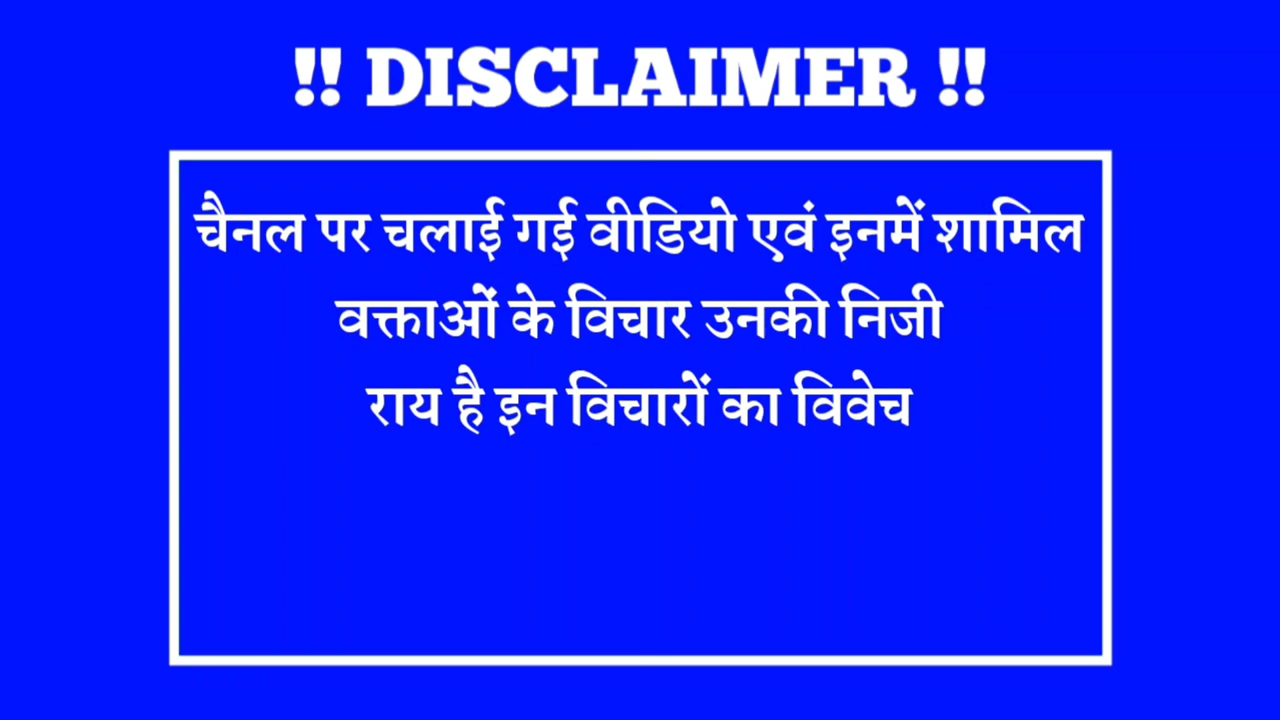 !! DISCLAIMER !!
चैनल पर चलाई गई वीडियो एवं इनमें शामिल
वक्ताओं के विचार उनकी निजी
राय है इन विचारों का विवेच